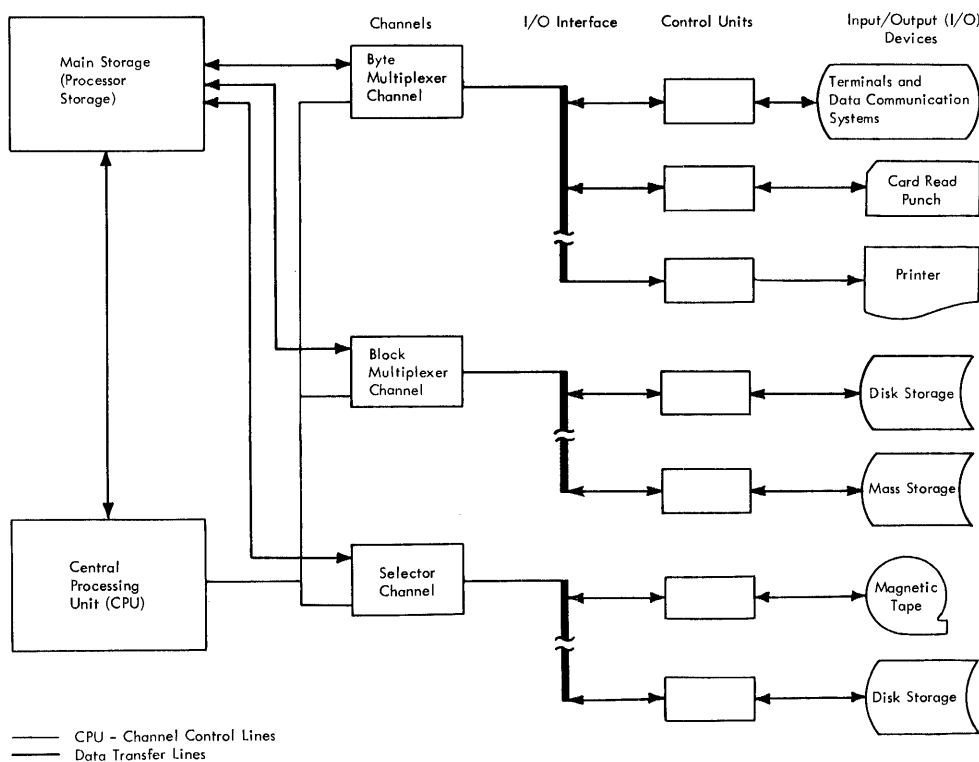 Channels
I/O Interface
Control Units
Input/Output (I/O)
Devices
Main Storage
(Processor
Storage)
Byte
Multiplexer
Channel
Terminals and
Data Communication
Systems
Card Read
Punch
Printer
Block
Multiplexer
Channel
Disk Storage
Mass Storage
Central
Processing
Unit (CPU)
Selector
Channel
Magnetic
Tape
Disk Storage
CPU - Channel Control Lines
Data Transfer Lines